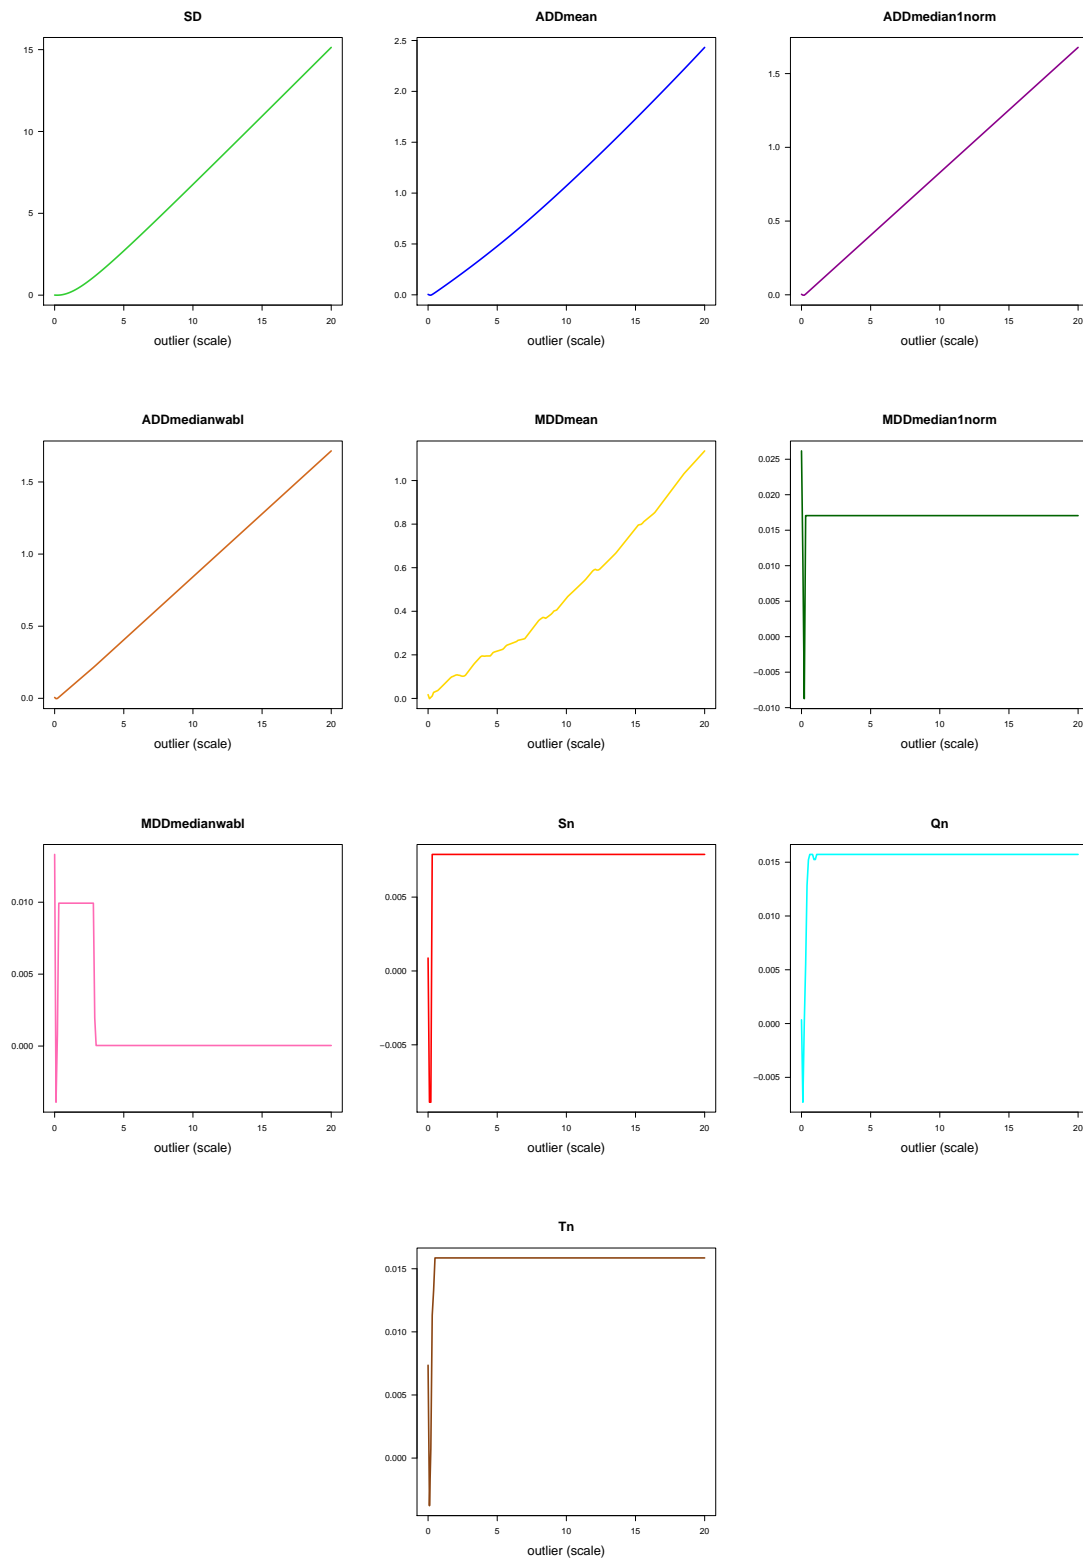 SD
15
10
5
0
0 5 10 15 20
outlier (scale)
ADDmean
2.5
2.0
1.5
1.0
0.5
0.0
0 5 10 15 20
outlier (scale)
ADDmedian1norm
1.5
1.0
0.5
0.0
0 5 10 15 20
outlier (scale)
ADDmedianwabl
1.5
1.0
0.5
0.0
0 5 10 15 20
outlier (scale)
MDDmean
1.0
0.8
0.6
0.4
0.2
0.0
0 5 10 15 20
outlier (scale)
MDDmedian1norm
0.025
0.020
0.015
0.010
0.005
0.000
−0.005
−0.010
0 5 10 15 20
outlier (scale)
MDDmedianwabl
0.010
0.005
0.000
0 5 10 15 20
outlier (scale)
Sn
0.005
0.000
−0.005
0 5 10 15 20
outlier (scale)
Qn
0.015
0.010
0.005
0.000
−0.005
0 5 10 15 20
outlier (scale)
Tn
0.015
0.010
0.005
0.000
0 5 10 15 20
outlier (scale)